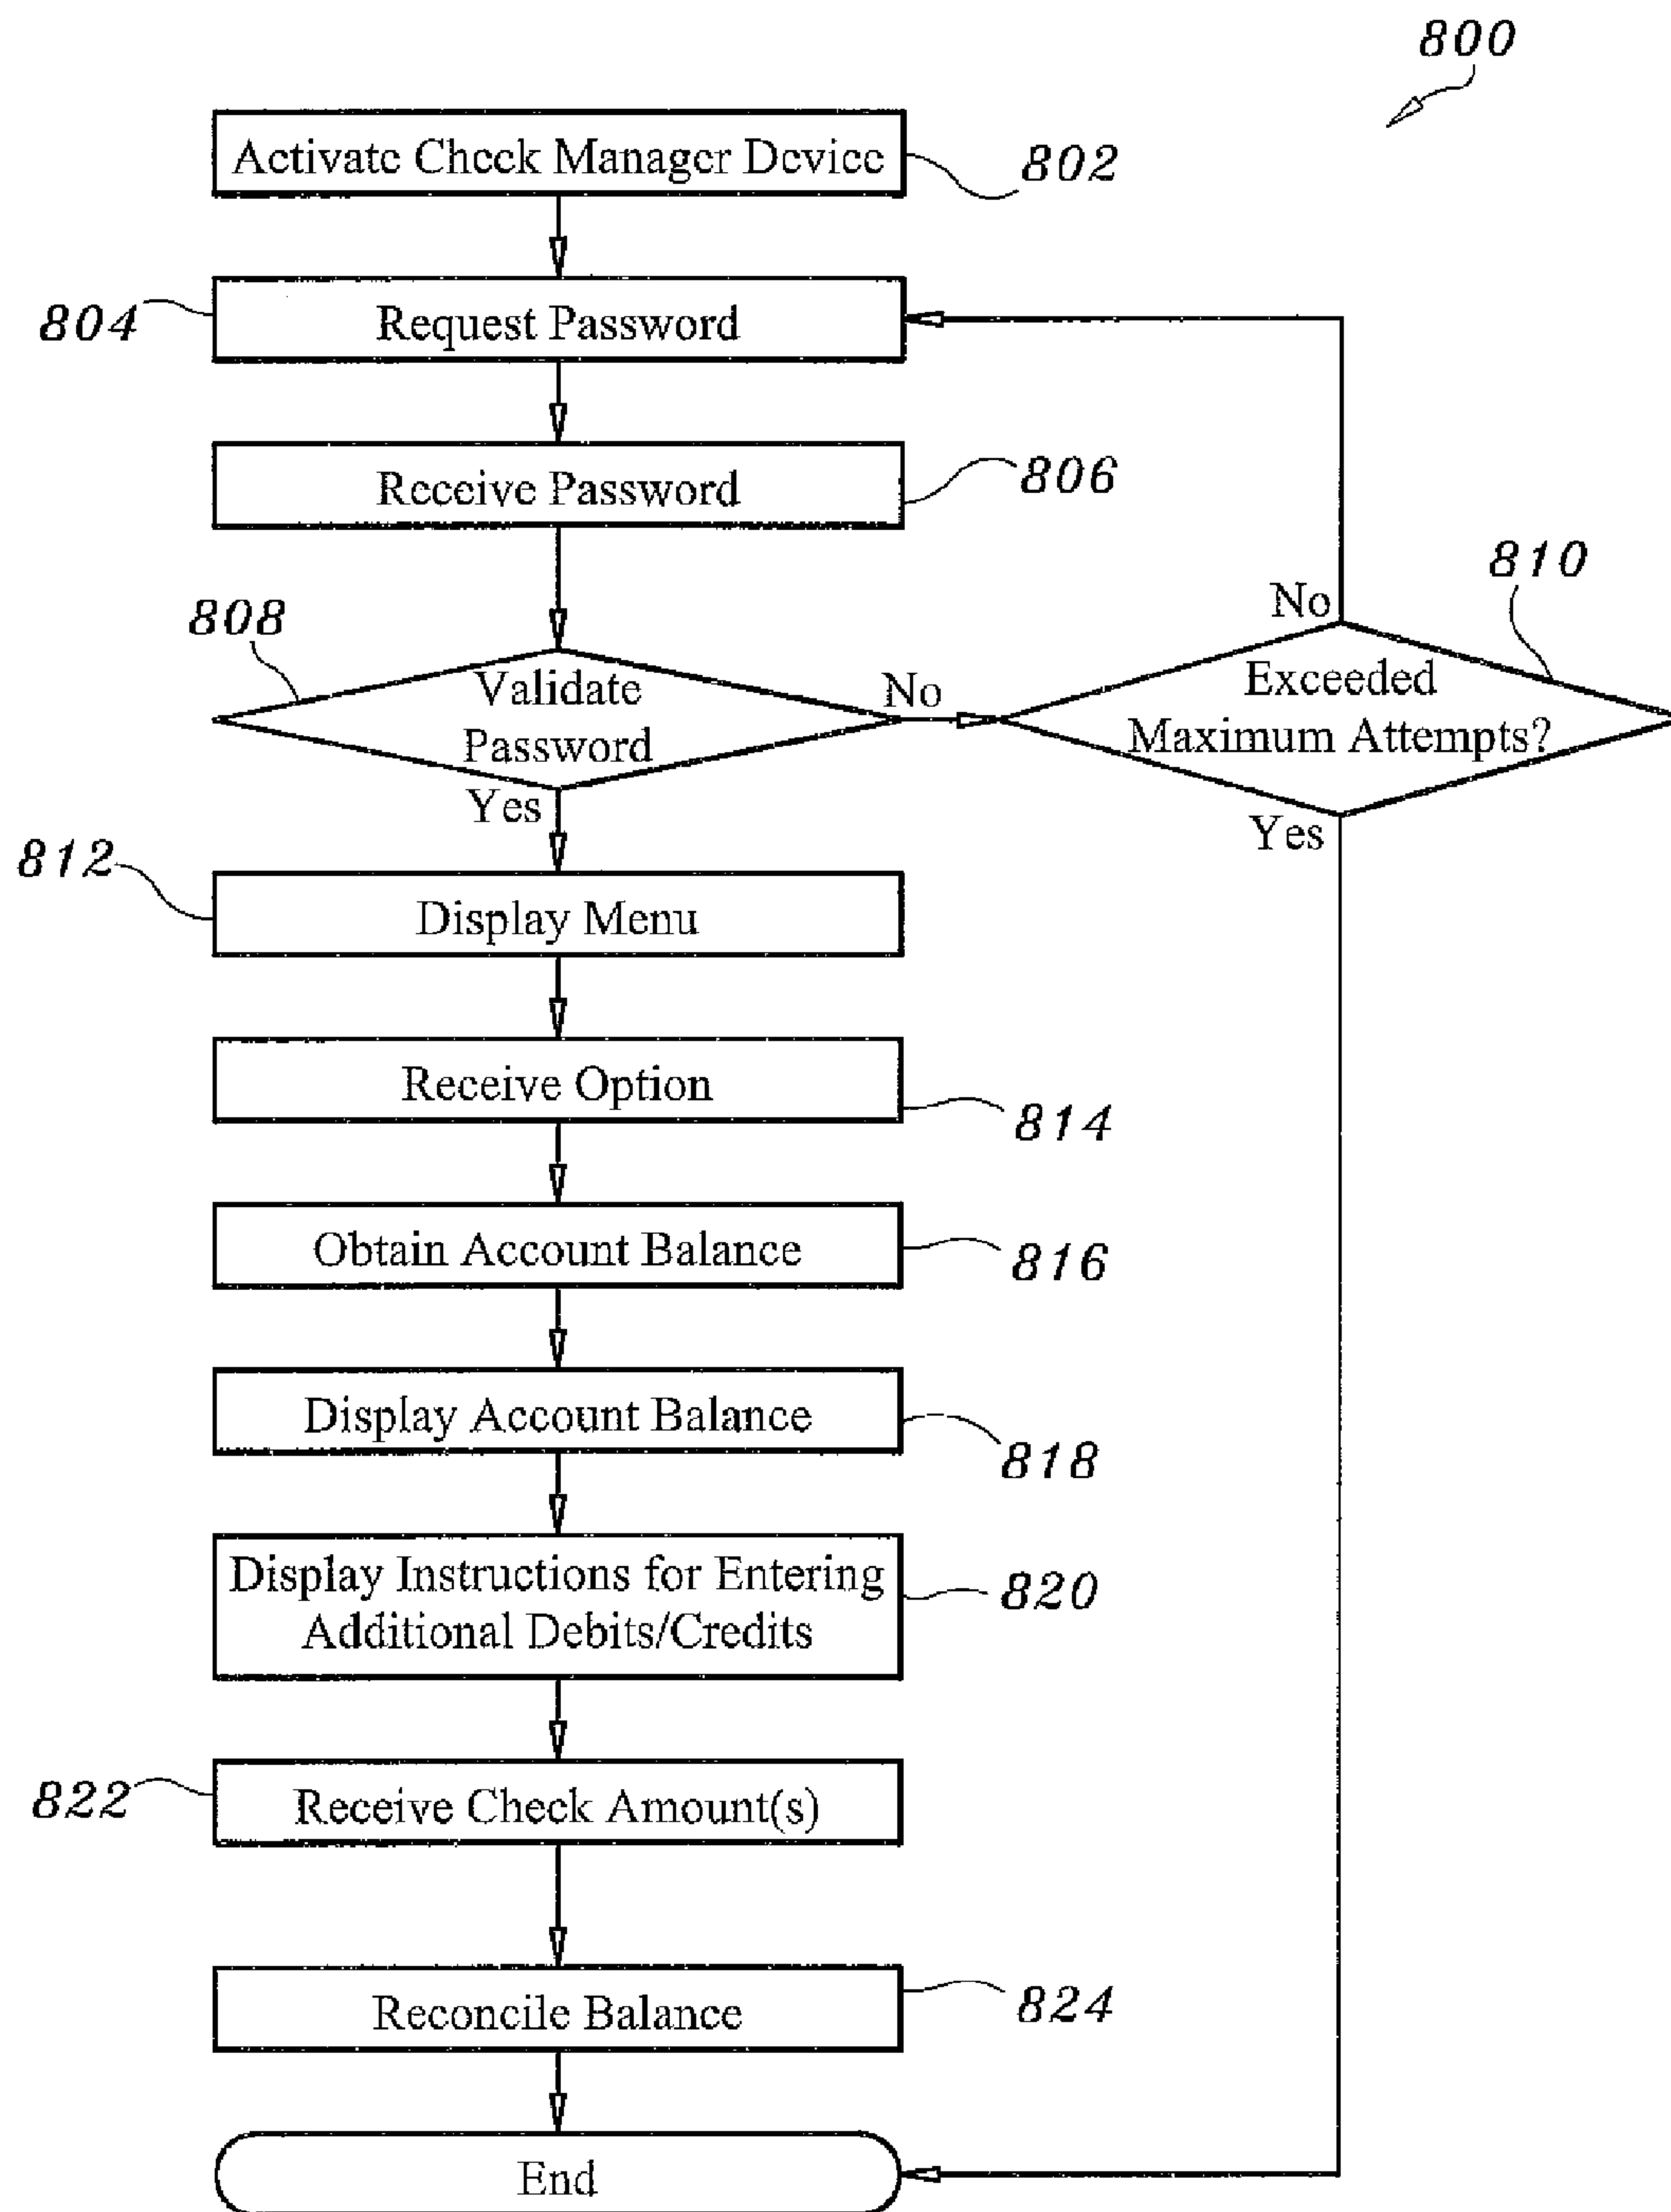 800
Activate Check Manager Device
802
804
Request Password
Receive Password
806
808
Validate
Password
No
Yes
810
No
Exceeded
Maximum Attempts?
Yes
812
Display Menu
Receive Option
814
Obtain Account Balance
816
Display Account Balance
818
Display Instructions for Entering
Additional Debits/Credits
820
822
Receive Check Amount(s)
Reconcile Balance
824
End